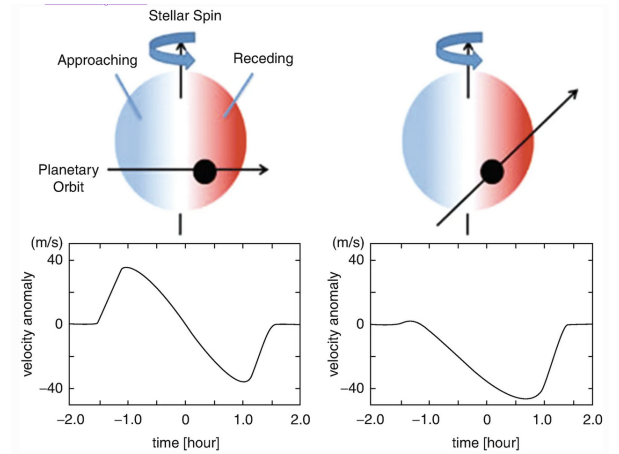 Stellar Spin
Approaching
Receding
Planetary
Orbit
(m/s)
40
0
−40
velocity anomaly
−2.0 −1.0 0 1.0 2.0
time [hour]
(m/s)
40
0
−40
velocity anomaly
−2.0 −1.0 0 1.0 2.0
time [hour]